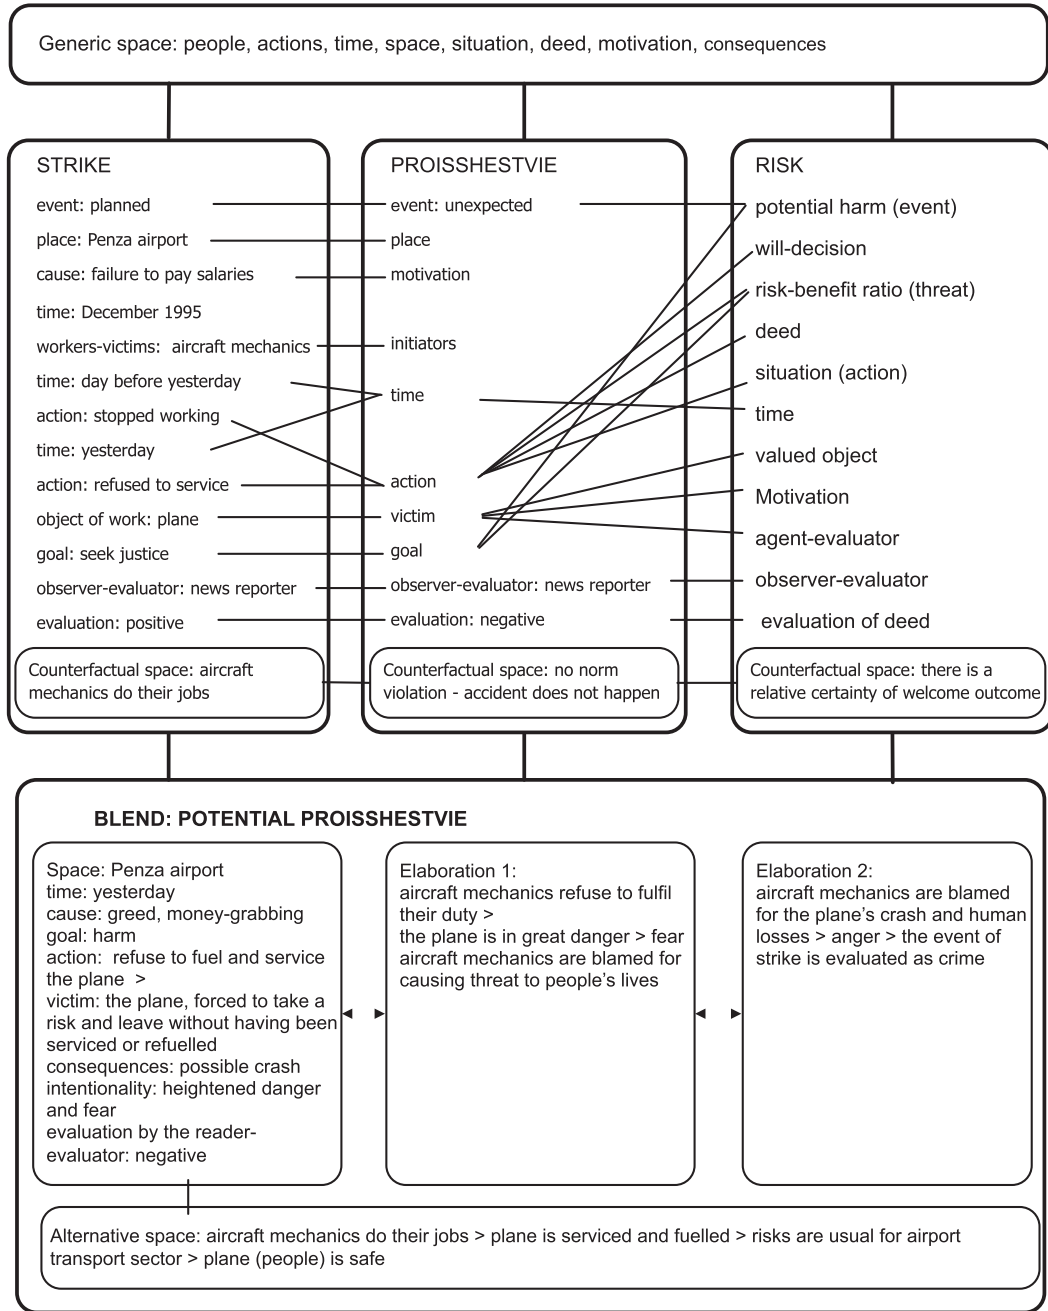 Generic space: people, actions, time, space, situation, deed, motivation, consequences
STRIKE
event: planned
place: Penza airport
cause: failure to pay salaries
time: December 1995
workers-victims: aircraft mechanics
time: day before yesterday
action: stopped working
time: yesterday
action: refused to service
object of work: plane
goal: seek justice
observer-evaluator: news reporter
evaluation: positive
Counterfactual space: aircraft
mechanics do their jobs
PROISSHESTVIE
event: unexpected
place
motivation
initiators
time
action
victim
goal
observer-evaluator: news reporter
evaluation: negative
Counterfactual space: no norm
violation - accident does not happen
RISK
potential harm (event)
will-decision
risk-benefit ratio (threat)
deed
situation (action)
time
valued object
Motivation
agent-evaluator
observer-evaluator
evaluation of deed
Counterfactual space: there is a
relative certainty of welcome outcome
BLEND: POTENTIAL PROISSHESTVIE
Space: Penza airport
time: yesterday
cause: greed, money-grabbing
goal: harm
action: refuse to fuel and service
the plane >
victim: the plane, forced to take a
risk and leave without having been
serviced or refuelled
consequences: possible crash
intentionality: heightened danger
and fear
evaluation by the reader-
evaluator: negative
Elaboration 1:
aircraft mechanics refuse to fulfil
their duty >
the plane is in great danger > fear
aircraft mechanics are blamed for
causing threat to people's lives
Elaboration 2:
aircraft mechanics are blamed
for the plane's crash and human
losses > anger > the event of
strike is evaluated as crime
Alternative space: aircraft mechanics do their jobs > plane is serviced and fuelled > risks are usual for airport
transport sector > plane (people) is safe